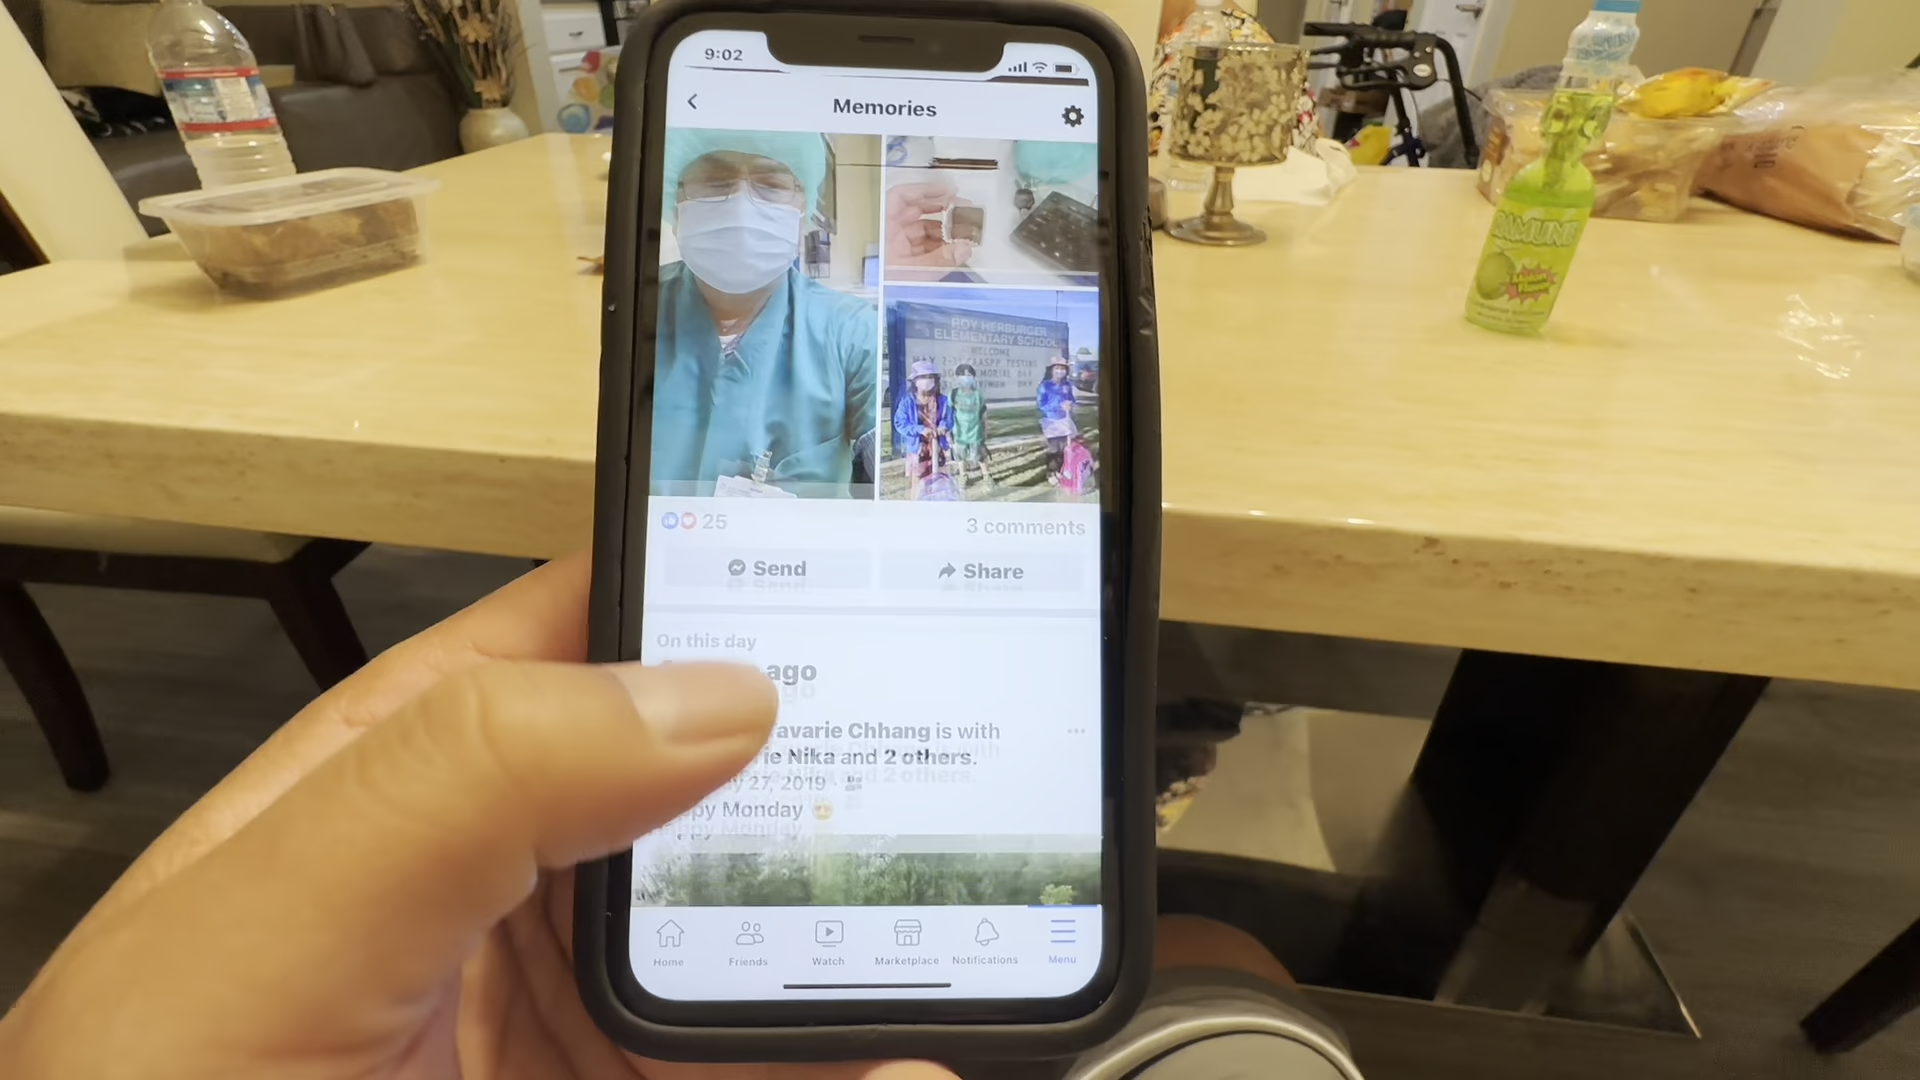 9:02
Memories
ROY HERBURGER
ELEMENTARY SCHOOL
WELCOME
25
3 comments
Send
Share
On this day
ago
Chhang is with
Nika and 2 others.
27, 2019
Monday
Home
Friends
Watch
Marketplace
Notifications
Menu
RAMUNE